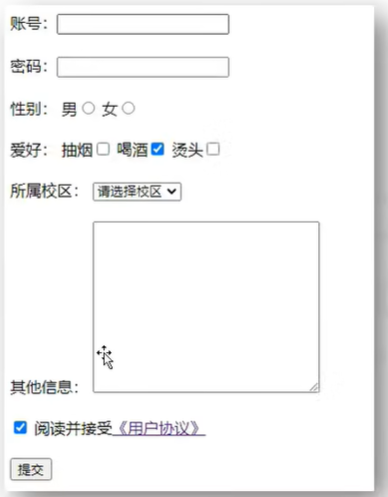 账号：
密码：
性别： 男 女
爱好： 抽烟 喝酒 烫头
所属校区： 请选择校区
其他信息：
阅读并接受《用户协议》
提交